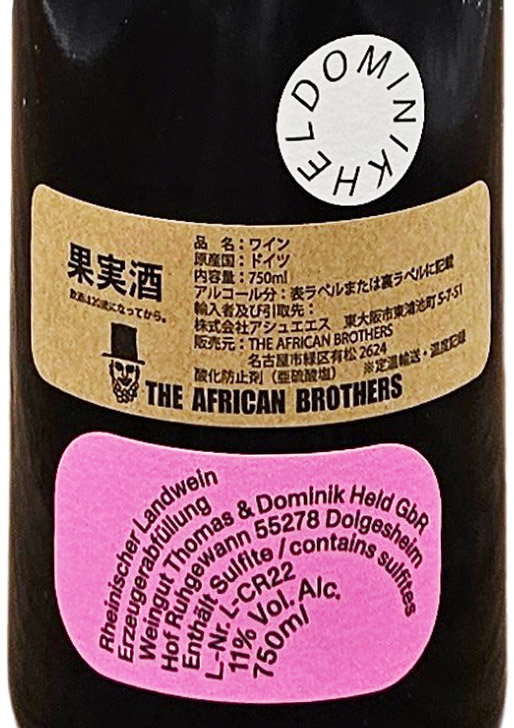 DOMINIKHELD
果実酒
飲酒は20歳になってから。
品 名:ワイン
原産国:ドイツ
内容量:750ml
アルコール分:表ラベルまたは裏ラベルに記載
輸入者及び引取先:
株式会社アシュエエス 東大阪市東鴻池町5-7-51
販売元:THE AFRICAN BROTHERS
名古屋市緑区有松2624
酸化防止剤(亜硫酸塩) ※定温輸送・温度記録
THE AFRICAN BROTHERS
Rheinischer Landwein
Erzeugerabfüllung
Weingut Thomas & Dominik Held GbR
Hof Ruhgewann 55278 Dolgesheim
Enthält Sulfite / contains sulfites
L-Nr. L-CR22
11% Vol. Alc.
750ml